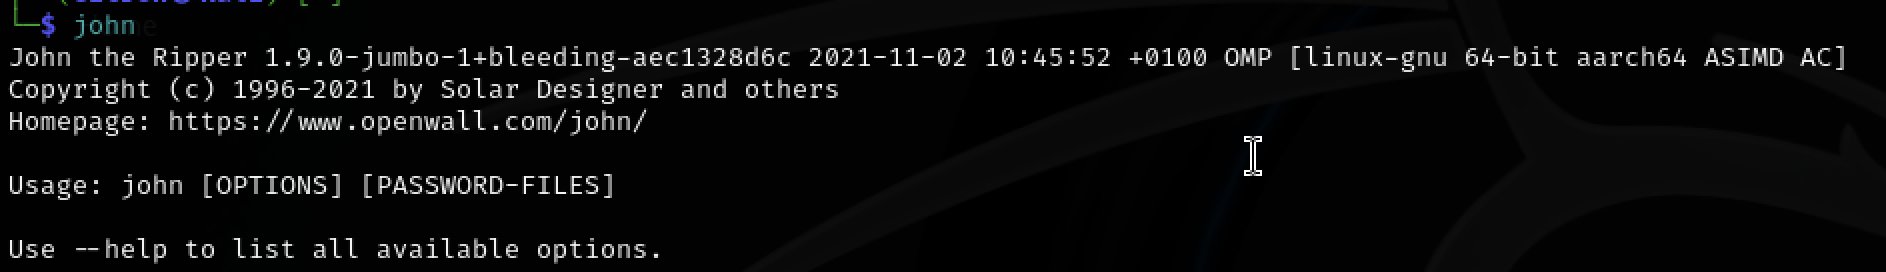 $ john
John the Ripper 1.9.0-jumbo-1+bleeding-aec1328d6c 2021-11-02 10:45:52 +0100 OMP [linux-gnu 64-bit aarch64 ASIMD AC]
Copyright (c) 1996-2021 by Solar Designer and others
Homepage: https://www.openwall.com/john/
Usage: john [OPTIONS] [PASSWORD-FILES]
Use --help to list all available options.